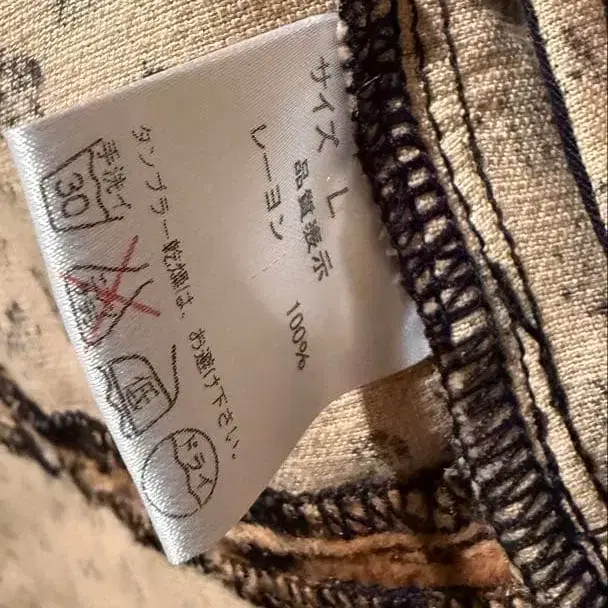 サイズ L
品質表示
レーヨン 100%
タンブラー乾燥は、お避け下さい。
手洗イ
30
低
ドライ